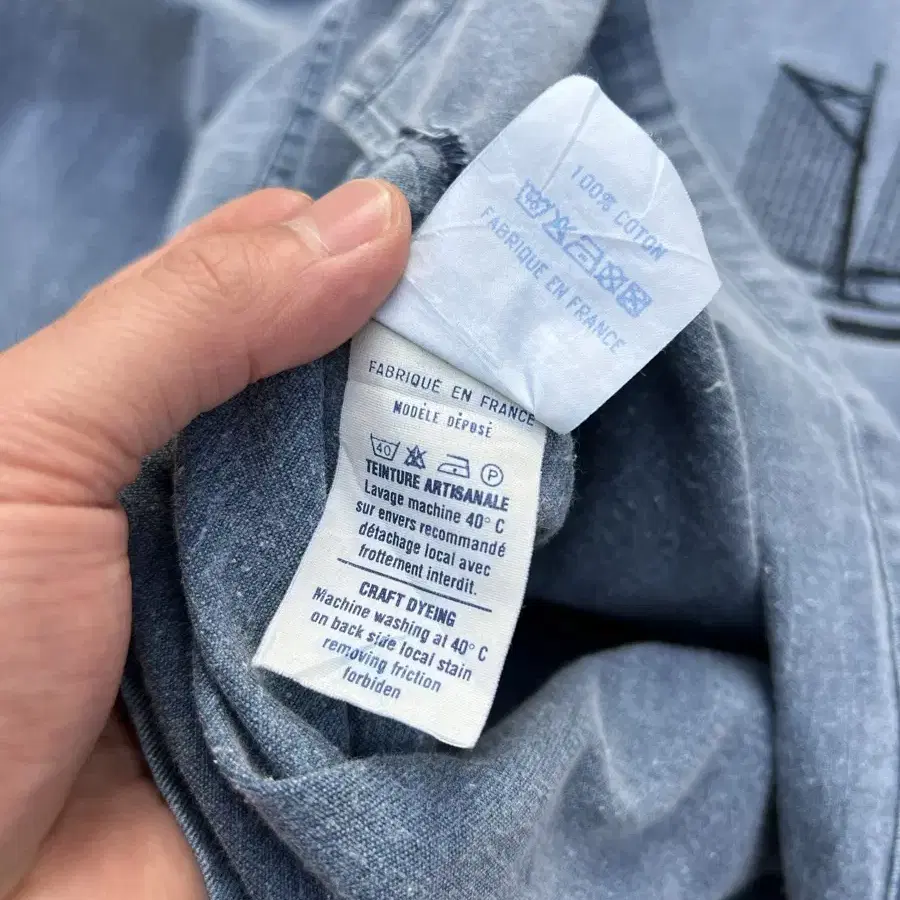 100% COTON
40
FABRIQUE EN FRANCE
FABRIQUÉ EN FRANCE
MODÈLE DÉPOSÉ
40 P
TEINTURE ARTISANALE
Lavage machine 40° C
sur envers recommandé
détachage local avec
frottement interdit.
CRAFT DYEING
Machine washing at 40° C
on back side local stain
removing friction
forbiden